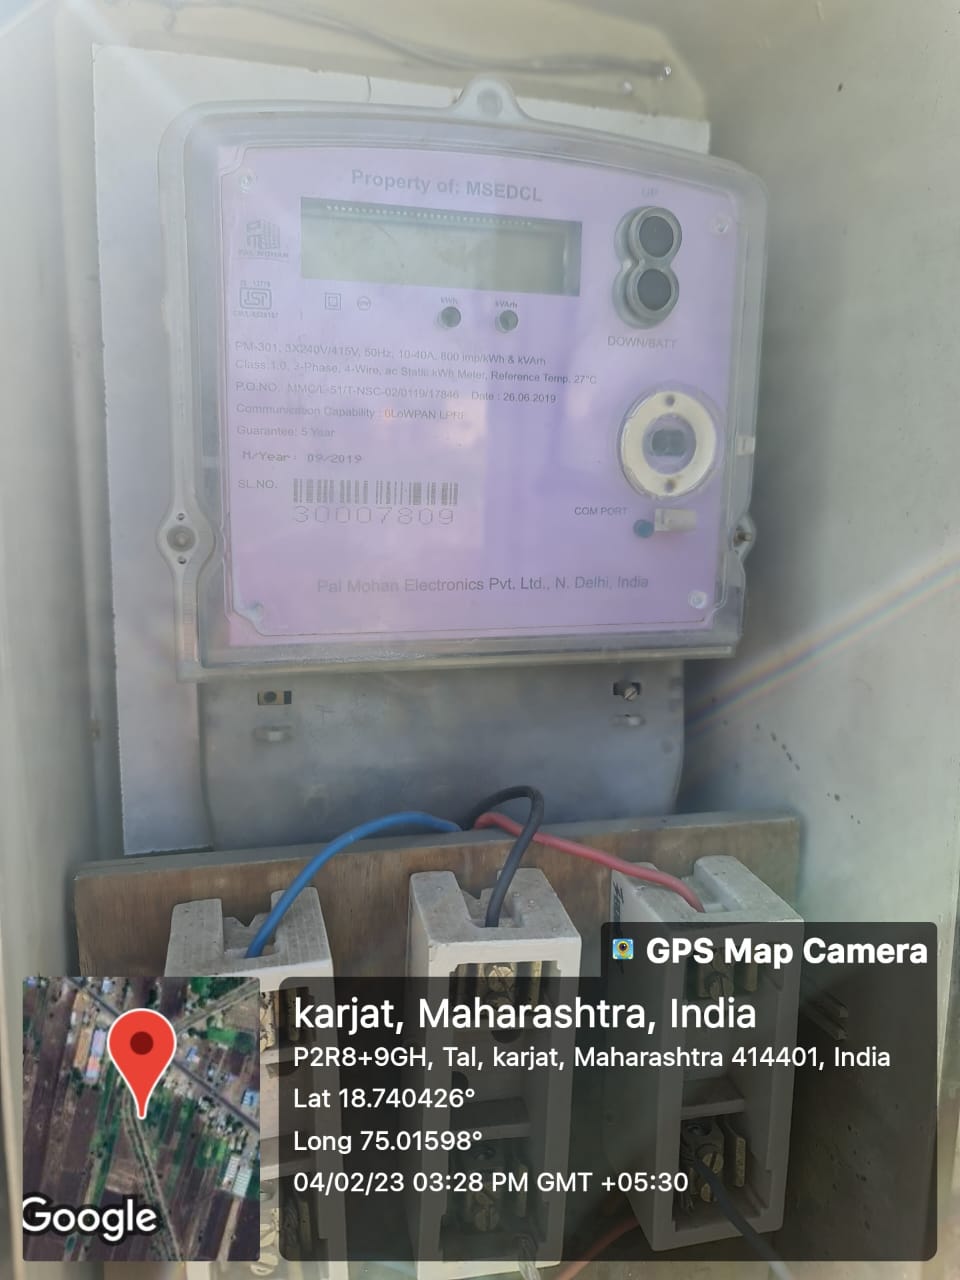 Property of: MSEDCL
UP
PAL MOHAN
IS 13779
ISI
kWh
kVArh
DOWN/BATT
PM-301, 3X240V/415V, 50Hz, 10-40A, 800 imp/kWh & kVArh
Class:1.0, 3-Phase, 4-Wire, ac Static kWh Meter, Reference Temp. 27°C
P.O.NO. MMC/L-51/T-NSC-02/0119/17846 Date : 26.06.2019
Communication Capability : 6LoWPAN LPRF
Guarantee: 5 Year
M/Year: 09/2019
SL.NO.
30007809
COM PORT
Pal Mohan Electronics Pvt. Ltd., N. Delhi, India
GPS Map Camera
karjat, Maharashtra, India
P2R8+9GH, Tal, karjat, Maharashtra 414401, India
Lat 18.740426°
Long 75.01598°
04/02/23 03:28 PM GMT +05:30
Google